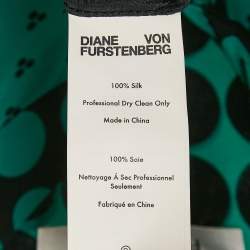 DIANE VON
FURSTENBERG
100% Silk
Professional Dry Clean Only
Made in China
100% Soie
Nettoyage À Sec Professionnel
Seulement
Fabriqué en Chine